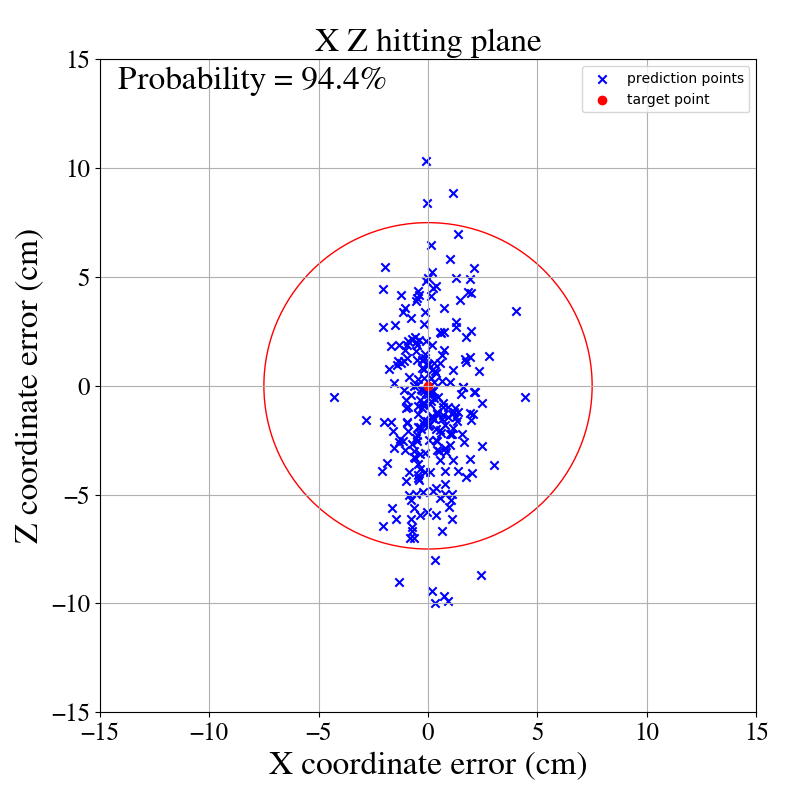 X Z hitting plane
Probability = 94.4%
prediction points
target point
15
10
5
0
−5
−10
−15
−15
−10
−5
0
5
10
15
Z coordinate error (cm)
X coordinate error (cm)